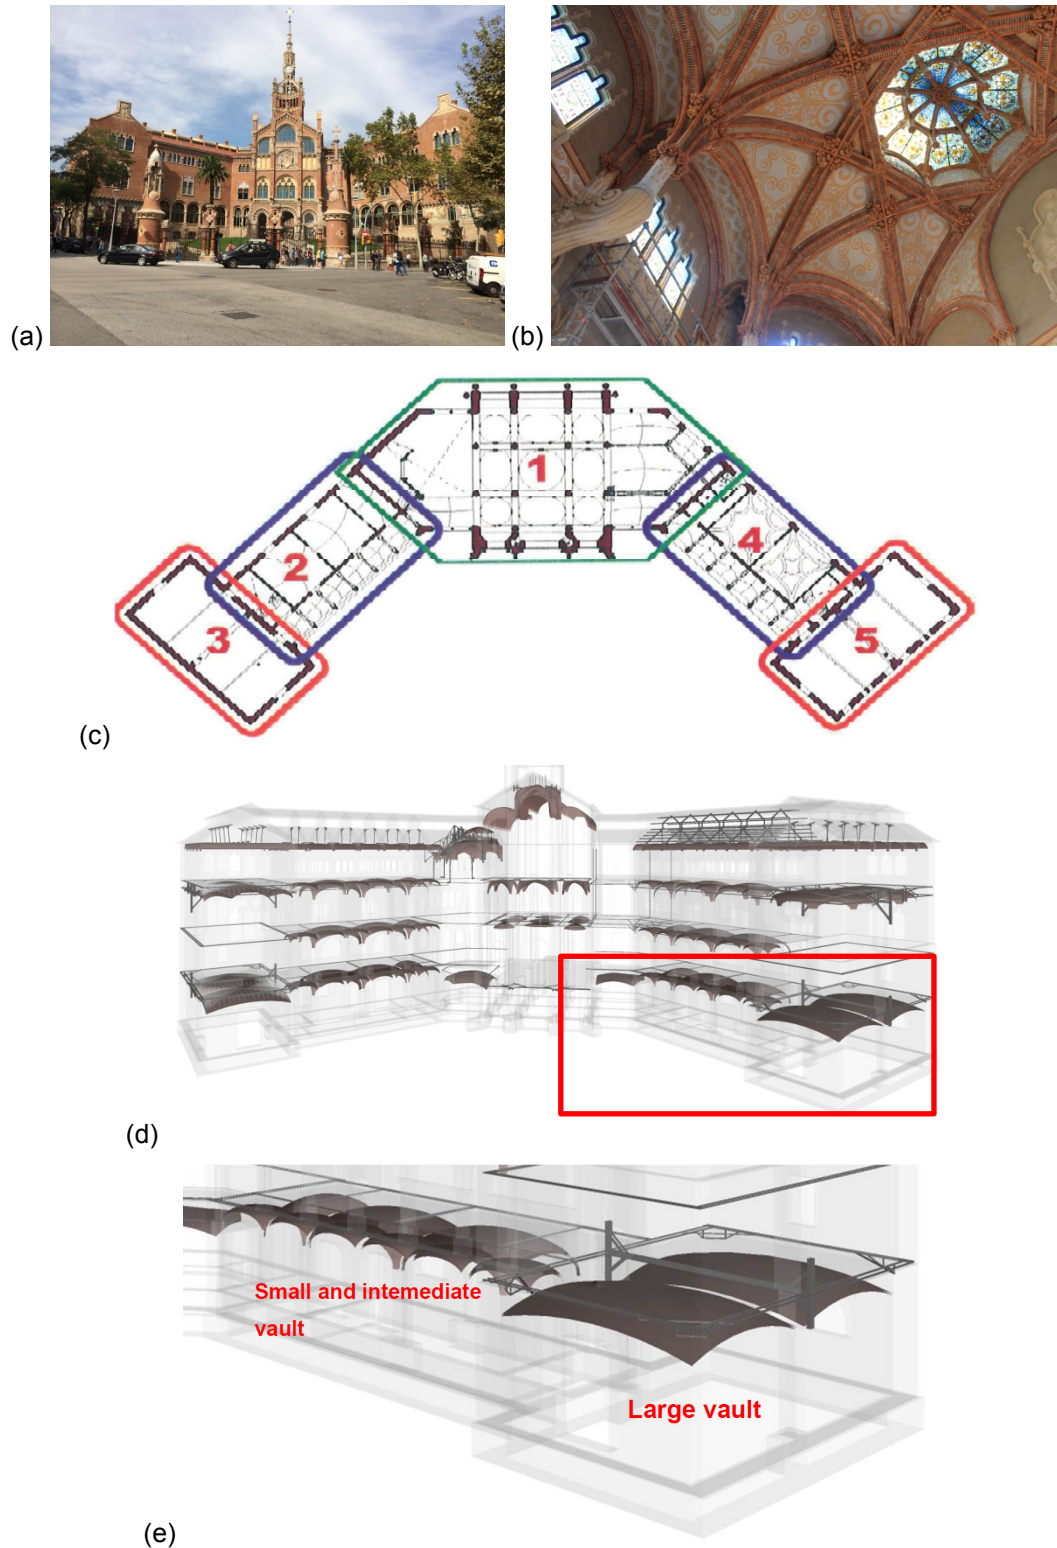 (a)
(b)
1
2
4
3
5
(c)
(d)
Small and intemediate
vault
Large vault
(e)